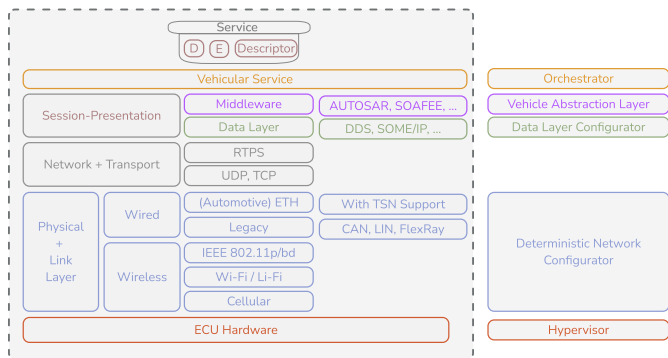 Service
D E Descriptor
Vehicular Service
Orchestrator
Session-Presentation
Middleware
AUTOSAR, SOAFEE, ...
Vehicle Abstraction Layer
Data Layer
DDS, SOME/IP, ...
Data Layer Configurator
Network + Transport
RTPS
UDP, TCP
Physical
+
Link
Layer
Wired
(Automotive) ETH
With TSN Support
Legacy
CAN, LIN, FlexRay
Wireless
IEEE 802.11p/bd
Wi-Fi / Li-Fi
Cellular
Deterministic Network
Configurator
ECU Hardware
Hypervisor